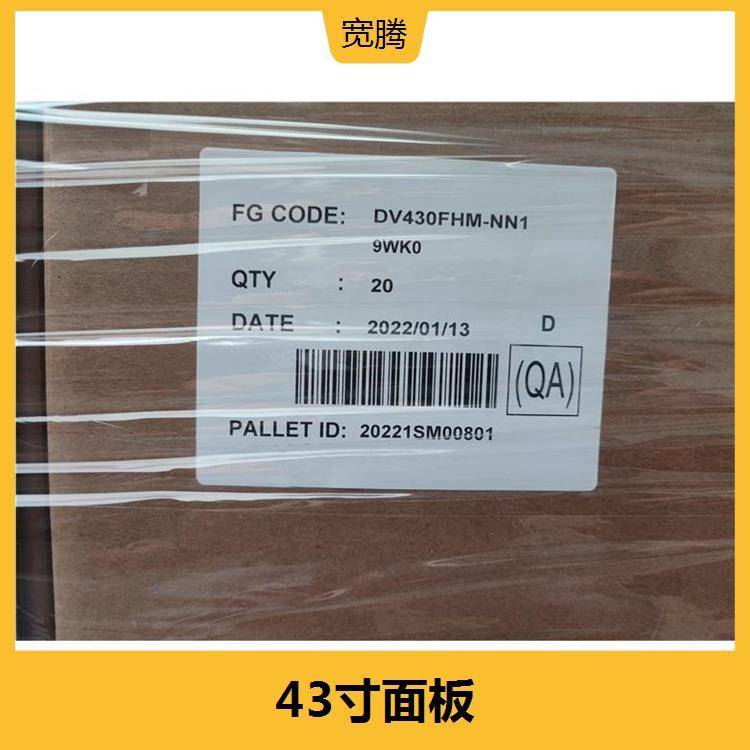 宽腾
FG CODE: DV430FHM-NN1
9WK0
QTY : 20
DATE : 2022/01/13 D
(QA)
PALLET ID: 20221SM00801
43寸面板